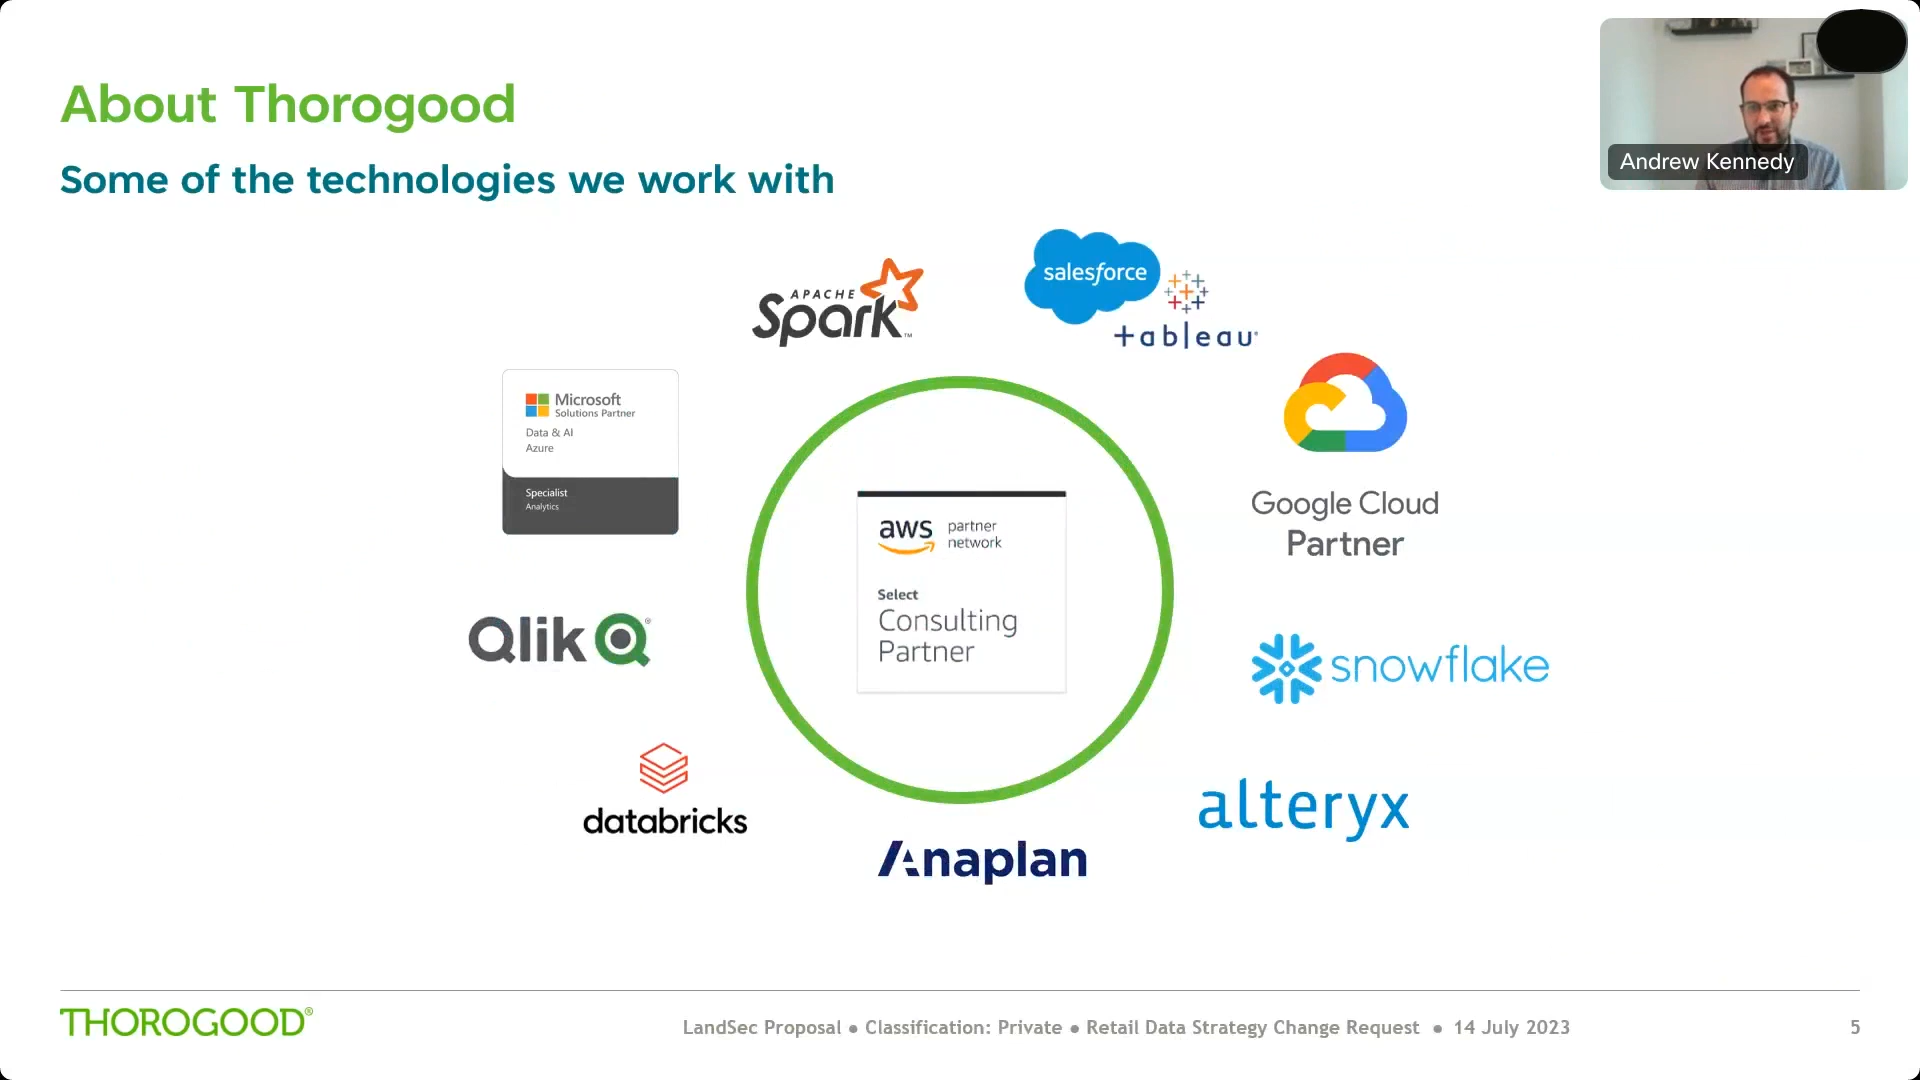 About Thorogood
Some of the technologies we work with
Andrew Kennedy
APACHE
Spark™
salesforce
+ableau®
Microsoft
Solutions Partner
Data & AI
Azure
Specialist
Analytics
Google Cloud
Partner
aws partner
network
Select
Consulting
Partner
Qlik Q®
snowflake
databricks
alteryx
Anaplan
THOROGOOD®
LandSec Proposal ● Classification: Private ● Retail Data Strategy Change Request ● 14 July 2023
5